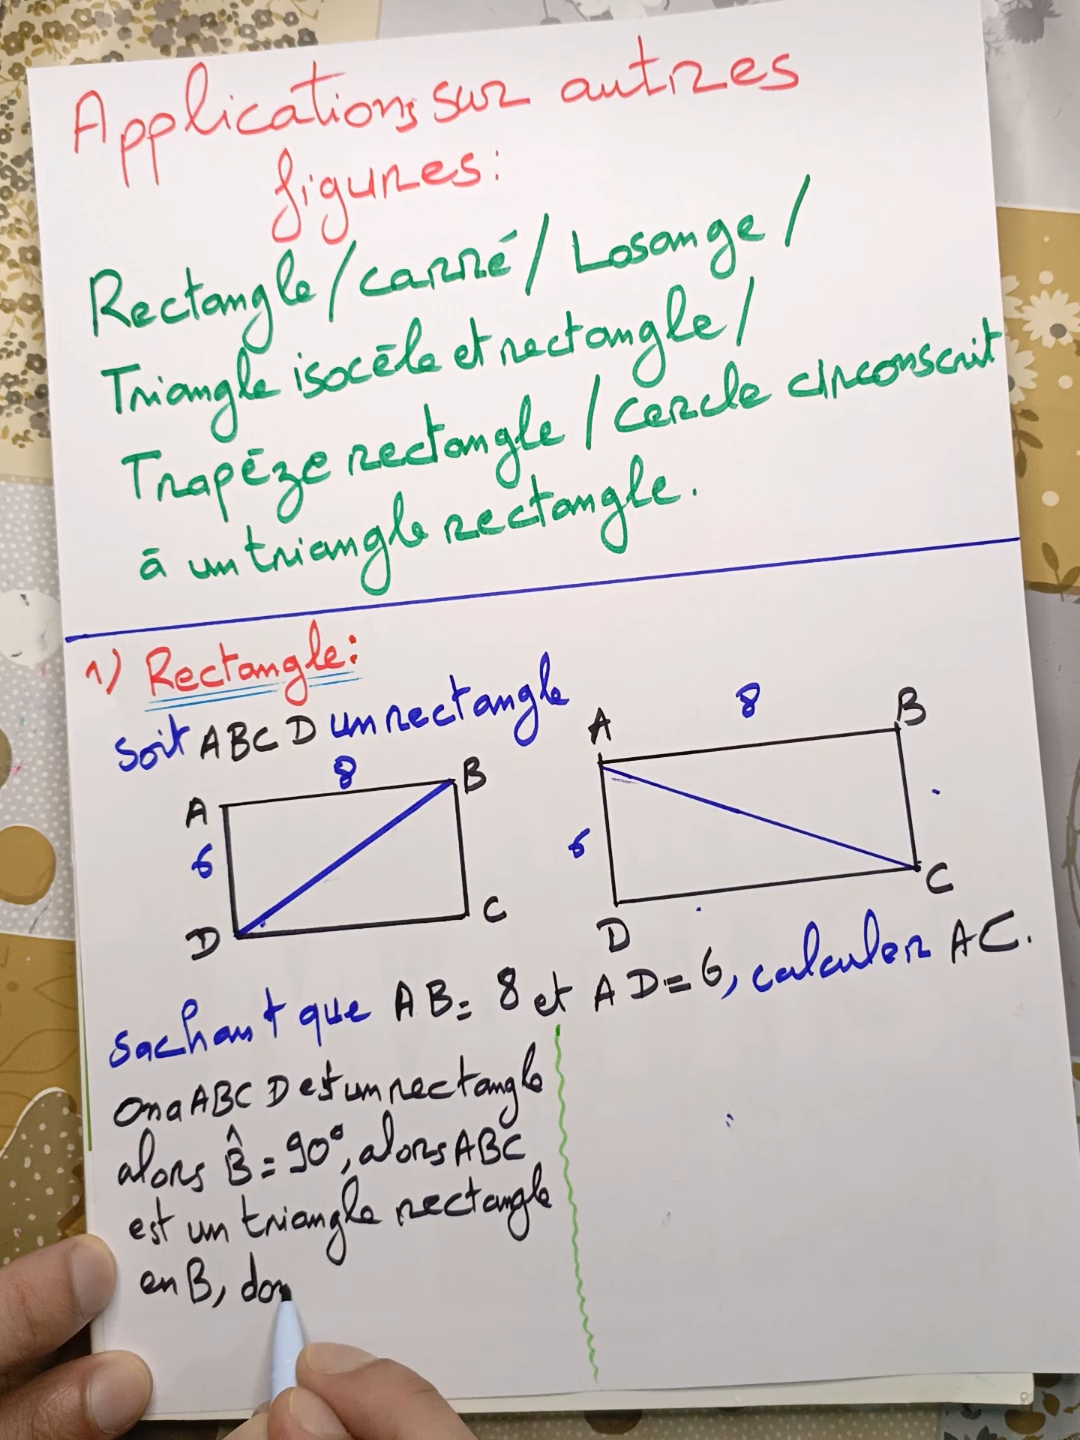 Applications sur autres
figures:
Rectangle/carré/Losange/
Triangle isocēle et rectangle/
Trapēze rectangle/cercle circonscrit
ā un triangle rectangle.
1) Rectangle:
soit ABCD un rectangle
8
A
B
6
D
C
8
A
B
6
D
C
sachant que AB= 8 et AD=6, calculer AC.
On a ABCD est un rectangle
alors B̂=90°, alors ABC
est un triangle rectangle
en B, don